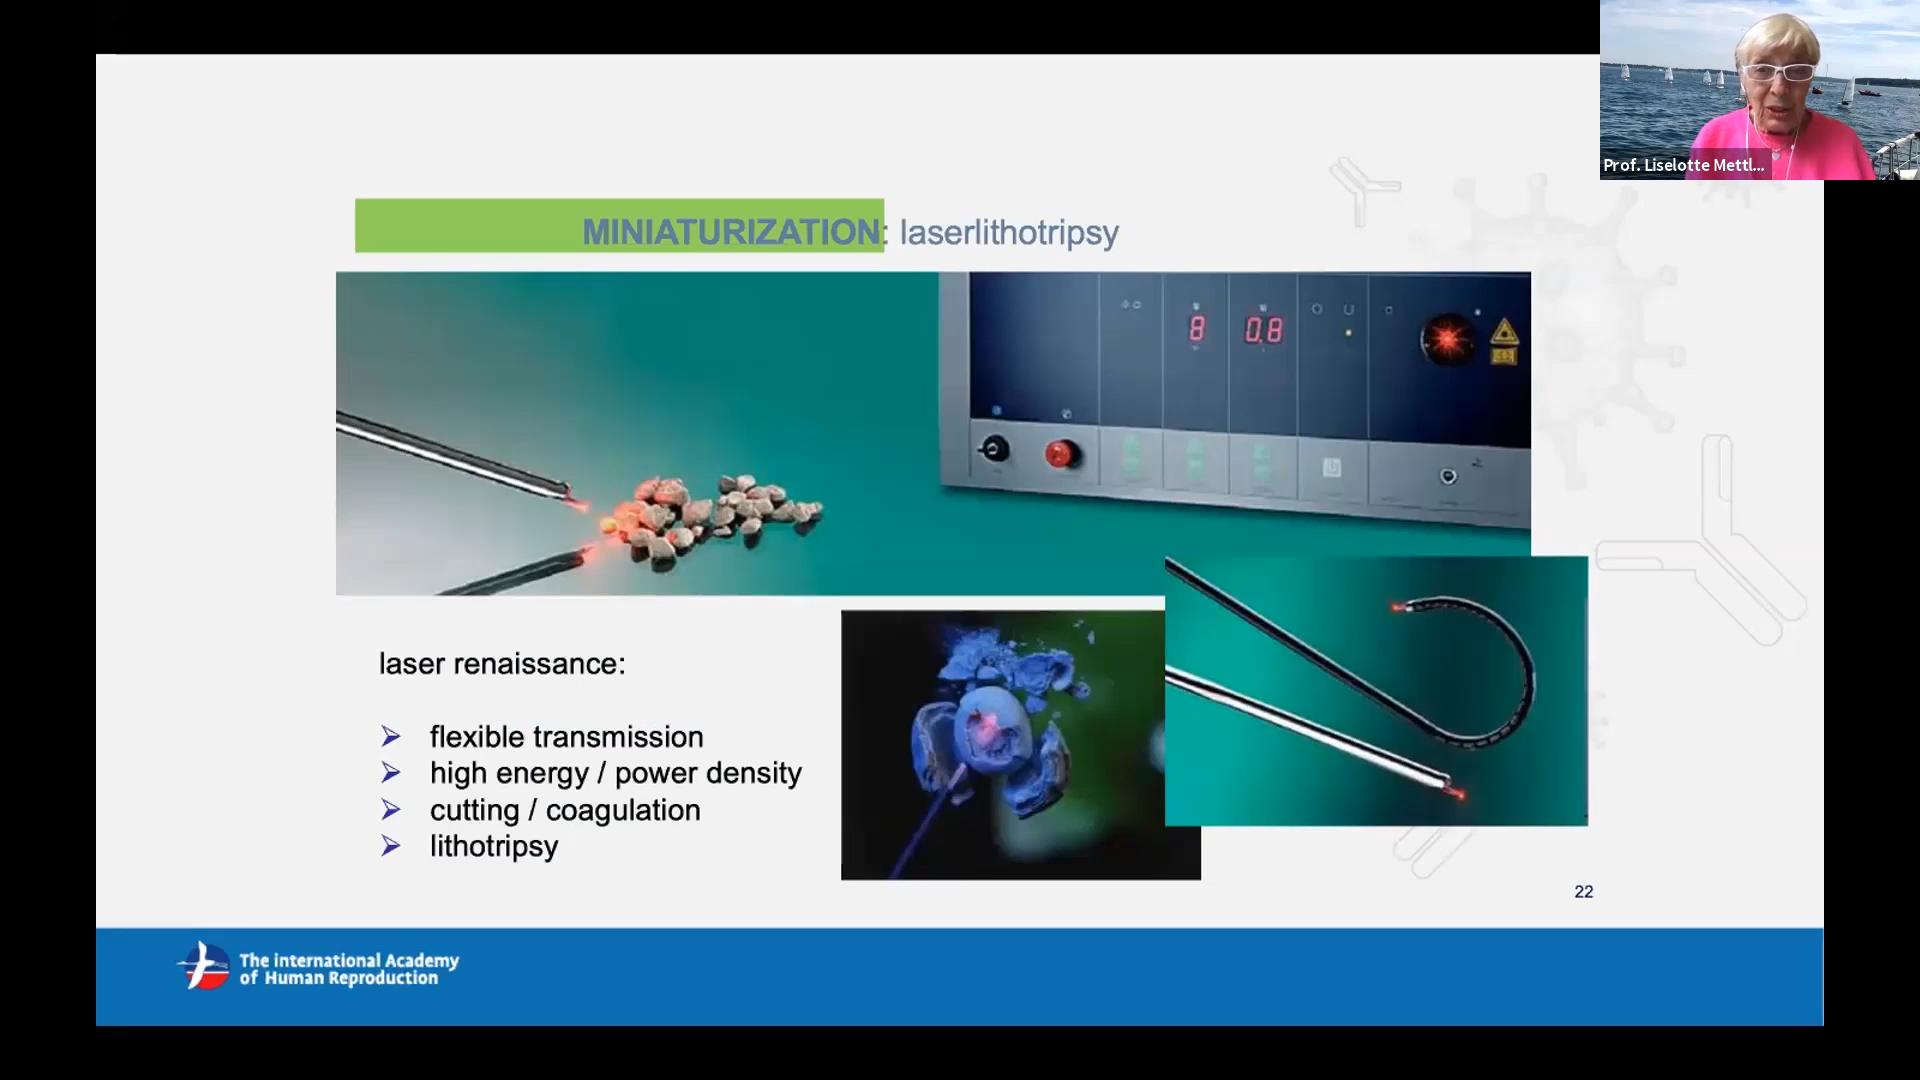 Prof. Liselotte Mettl...
MINIATURIZATION: laserlithotripsy
8
0.8
laser renaissance:
flexible transmission
high energy / power density
cutting / coagulation
lithotripsy
22
The international Academy
of Human Reproduction